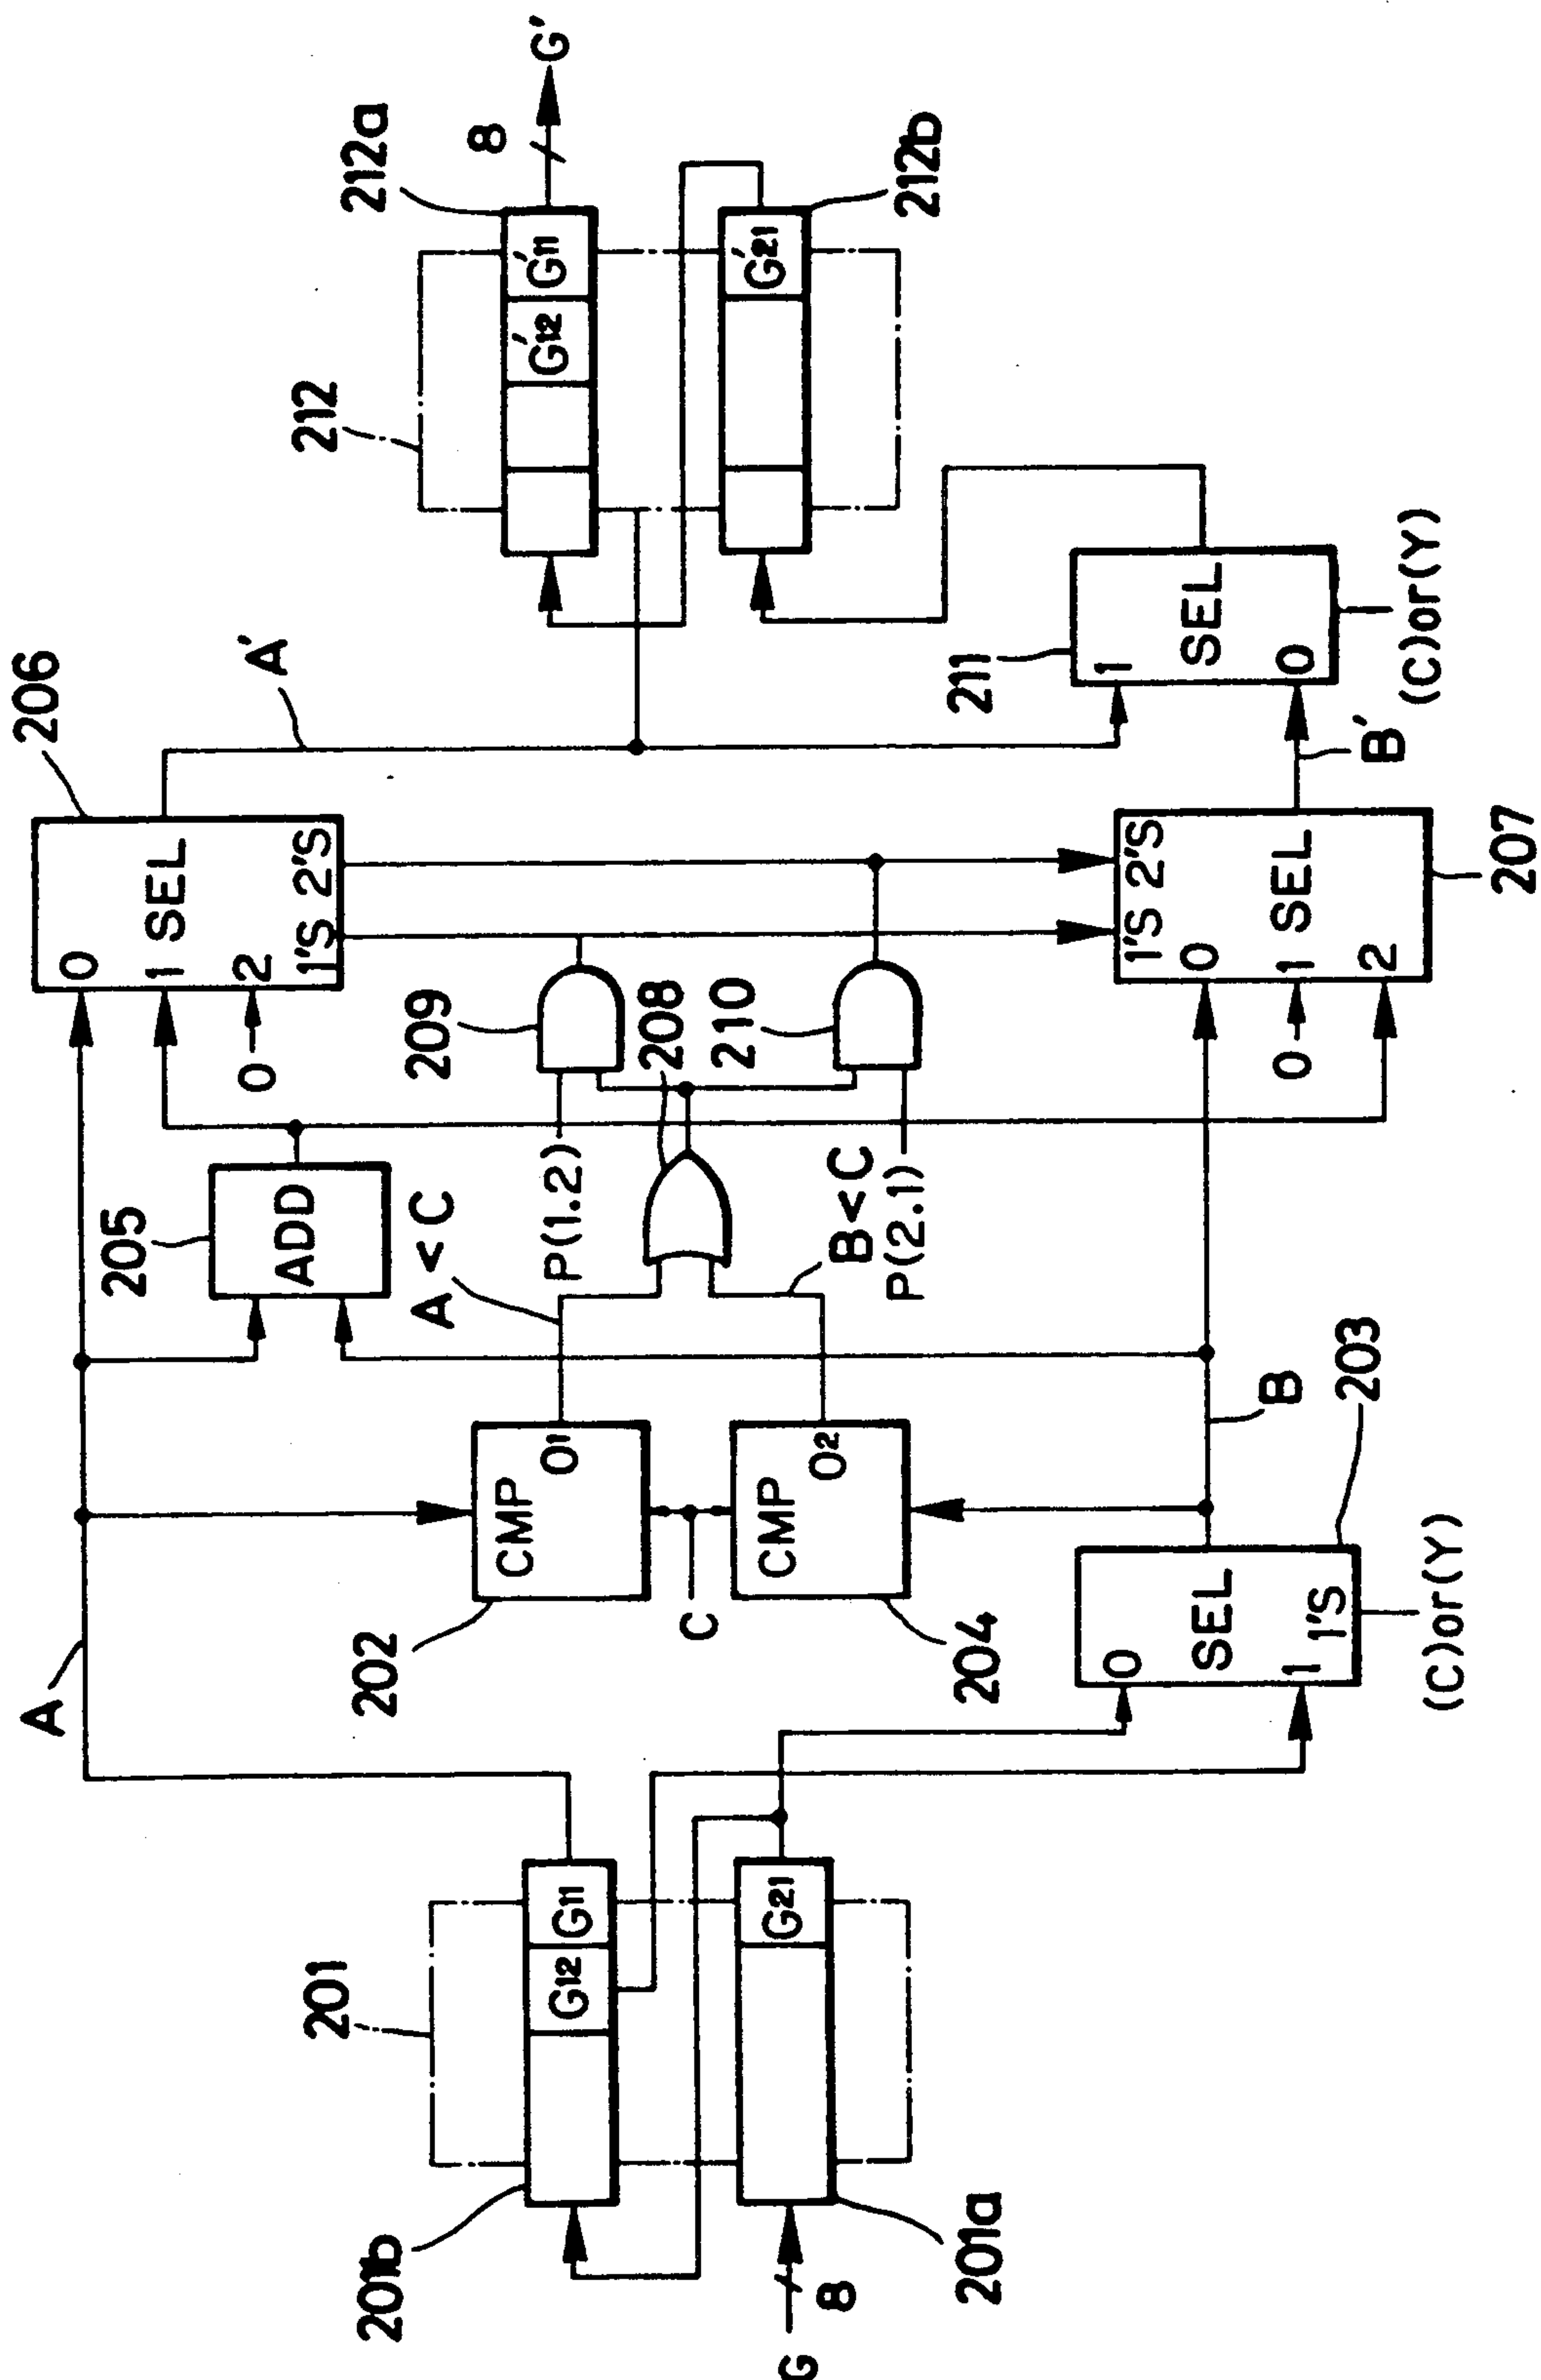 206
A'
0
1 SEL
2
1'S 2'S
0
A
205
ADD
A < C
P(1.2)
209
208
210
B < C
P(2.1)
202
CMP
O1
C
204
CMP
O2
201
201b
G12
G11
G21
201a
G
8
203
0
SEL
1
1'S
(C)or(Y)
B
207
1'S 2'S
0
1 SEL
2
0
B'
211
1
SEL
0
(C)or(Y)
212
212a
G'12
G'11
8
G'
G'21
212b